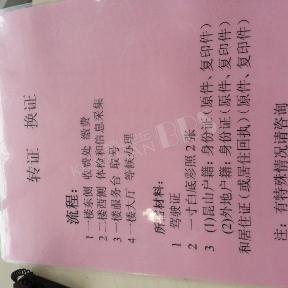 转证 换证
流程：
1 一楼东侧 收费处 缴费
2 二楼西侧 体检和信息采集
3 一楼服务台 取号
4 一楼大厅 等候办理
所需材料：
1 驾驶证
2 一寸白底彩照 2 张
3 (1)昆山户籍：身份证（原件、复印件）
(2)外地户籍：身份证（原件、复印件）
和居住证（或居住回执）（原件、复印件）
注：有特殊情况请咨询